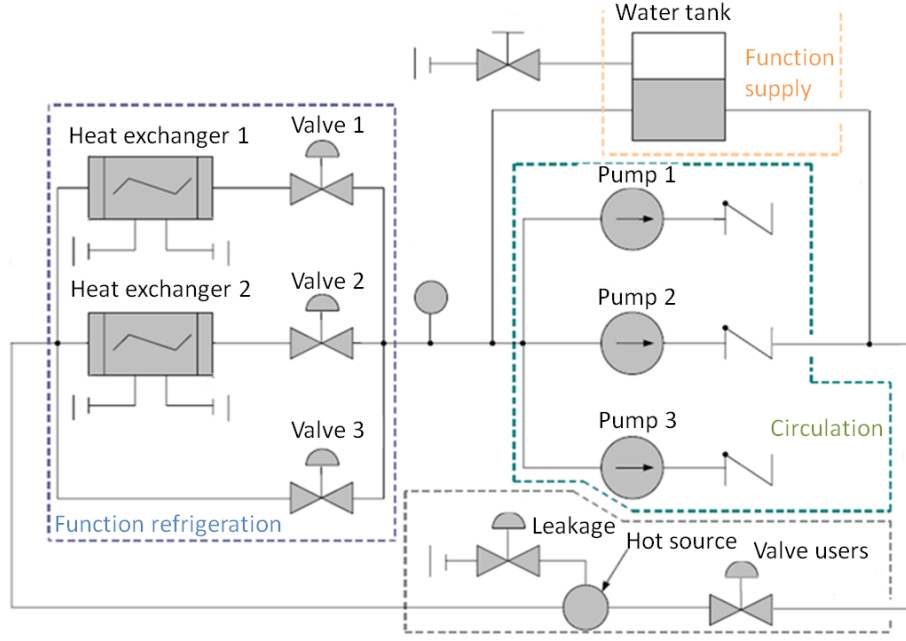 Water tank
Function
supply
Heat exchanger 1
Valve 1
Pump 1
Heat exchanger 2
Valve 2
Pump 2
Valve 3
Pump 3
Circulation
Function refrigeration
Leakage
Hot source
Valve users